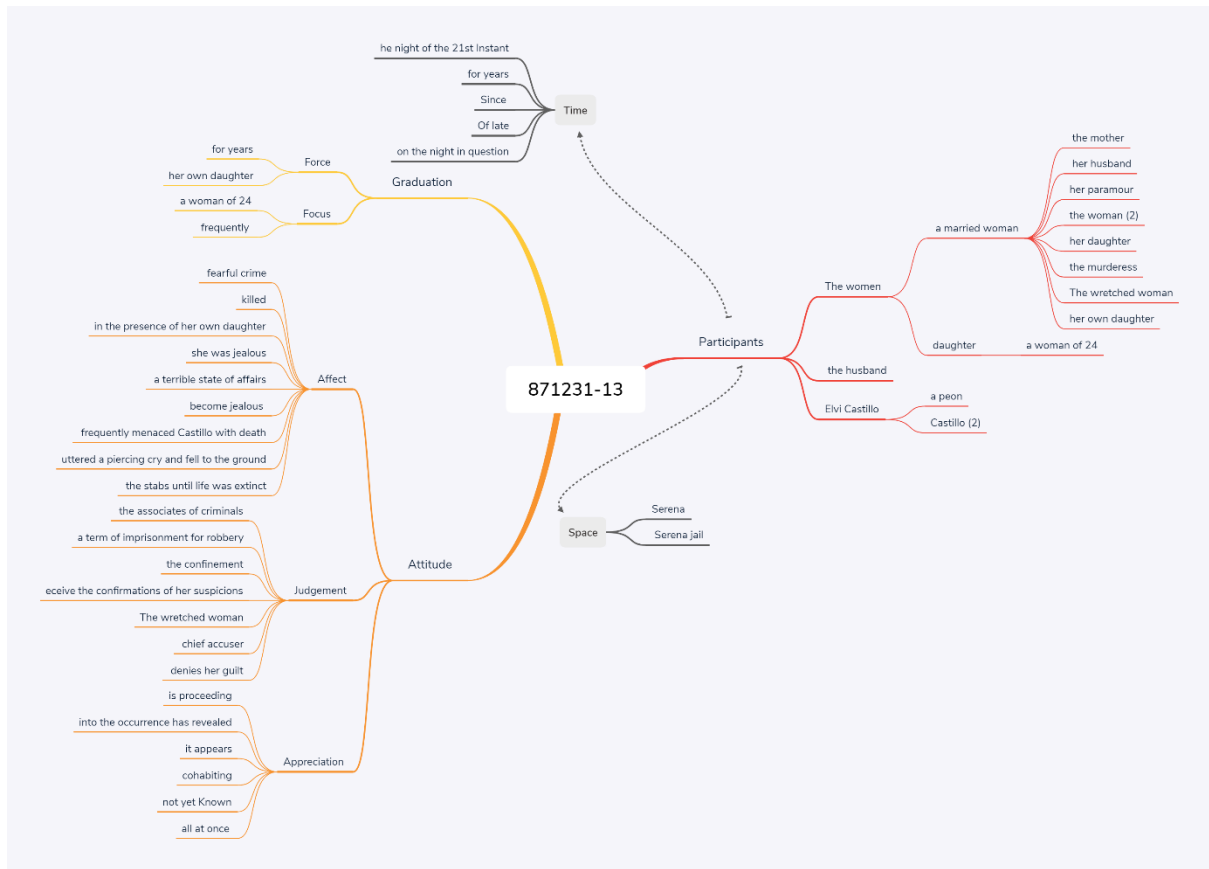 he night of the 21st Instant
for years
Since
Of late
on the night in question
Time
for years
her own daughter
Force
a woman of 24
frequently
Focus
Graduation
fearful crime
killed
in the presence of her own daughter
she was jealous
a terrible state of affairs
become jealous
frequently menaced Castillo with death
uttered a piercing cry and fell to the ground
the stabs until life was extinct
Affect
the associates of criminals
a term of imprisonment for robbery
the confinement
eceive the confirmations of her suspicions
The wretched woman
chief accuser
denies her guilt
Judgement
is proceeding
into the occurrence has revealed
it appears
cohabiting
not yet Known
all at once
Appreciation
Attitude
871231-13
Participants
The women
a married woman
the mother
her husband
her paramour
the woman (2)
her daughter
the murderess
The wretched woman
her own daughter
daughter
a woman of 24
the husband
Elvi Castillo
a peon
Castillo (2)
Space
Serena
Serena jail